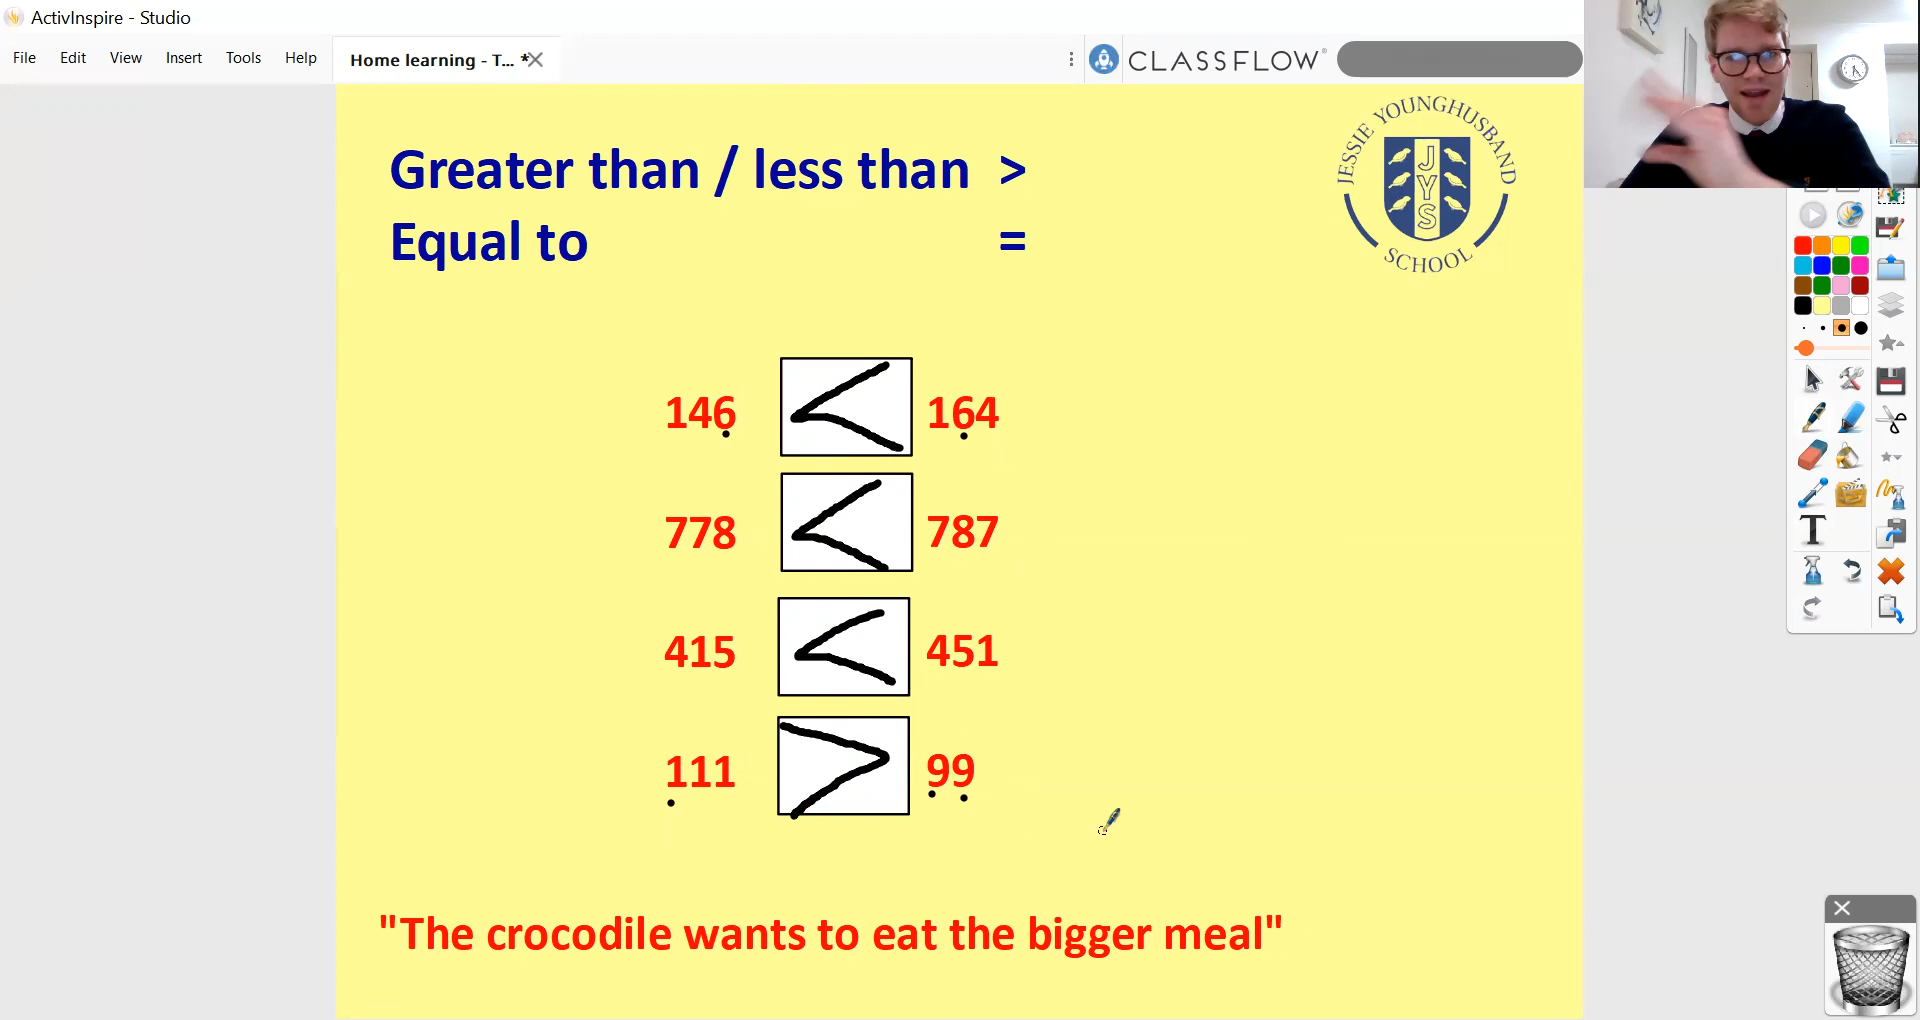 ActivInspire - Studio
File Edit View Insert Tools Help
Home learning - T... *
CLASSFLOW
Greater than / less than >
Equal to =
JESSIE YOUNGHUSBAND
JYS
SCHOOL
146 < 164
778 < 787
415 < 451
111 > 99
"The crocodile wants to eat the bigger meal"
T